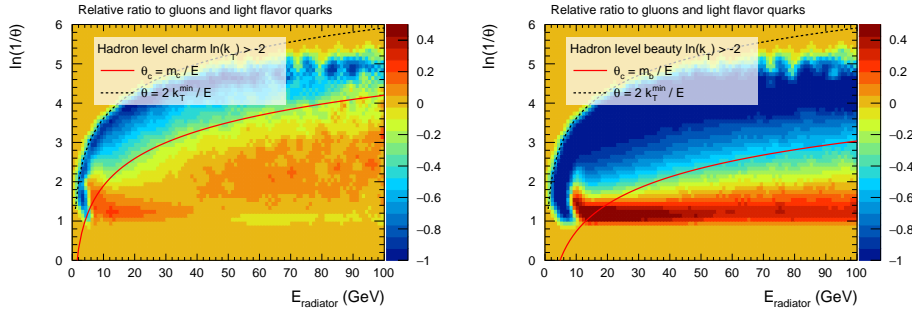 Relative ratio to gluons and light flavor quarks
ln(1/θ)
6
5
4
3
2
1
0
Hadron level charm ln(k_T) > -2
θ_c = m_c / E
θ = 2 k_T^min / E
0 10 20 30 40 50 60 70 80 90 100
E_radiator (GeV)
0.4
0.2
0
−0.2
−0.4
−0.6
−0.8
−1
Relative ratio to gluons and light flavor quarks
ln(1/θ)
6
5
4
3
2
1
0
Hadron level beauty ln(k_T) > -2
θ_c = m_b / E
θ = 2 k_T^min / E
0 10 20 30 40 50 60 70 80 90 100
E_radiator (GeV)
0.4
0.2
0
−0.2
−0.4
−0.6
−0.8
−1